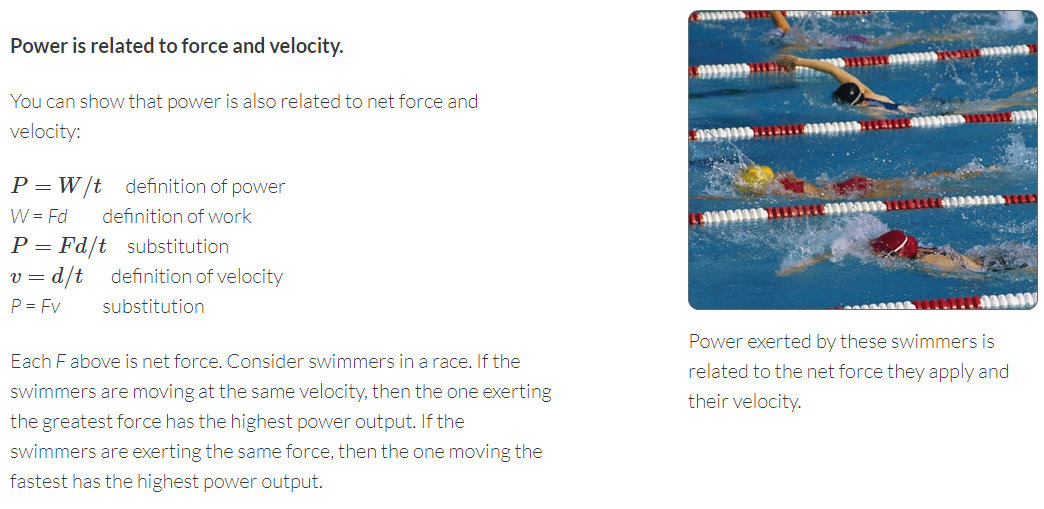 Power is related to force and velocity.
You can show that power is also related to net force and
velocity:
P = W/t definition of power
W = Fd definition of work
P = Fd/t substitution
v = d/t definition of velocity
P = Fv substitution
Each F above is net force. Consider swimmers in a race. If the
swimmers are moving at the same velocity, then the one exerting
the greatest force has the highest power output. If the
swimmers are exerting the same force, then the one moving the
fastest has the highest power output.
Power exerted by these swimmers is
related to the net force they apply and
their velocity.